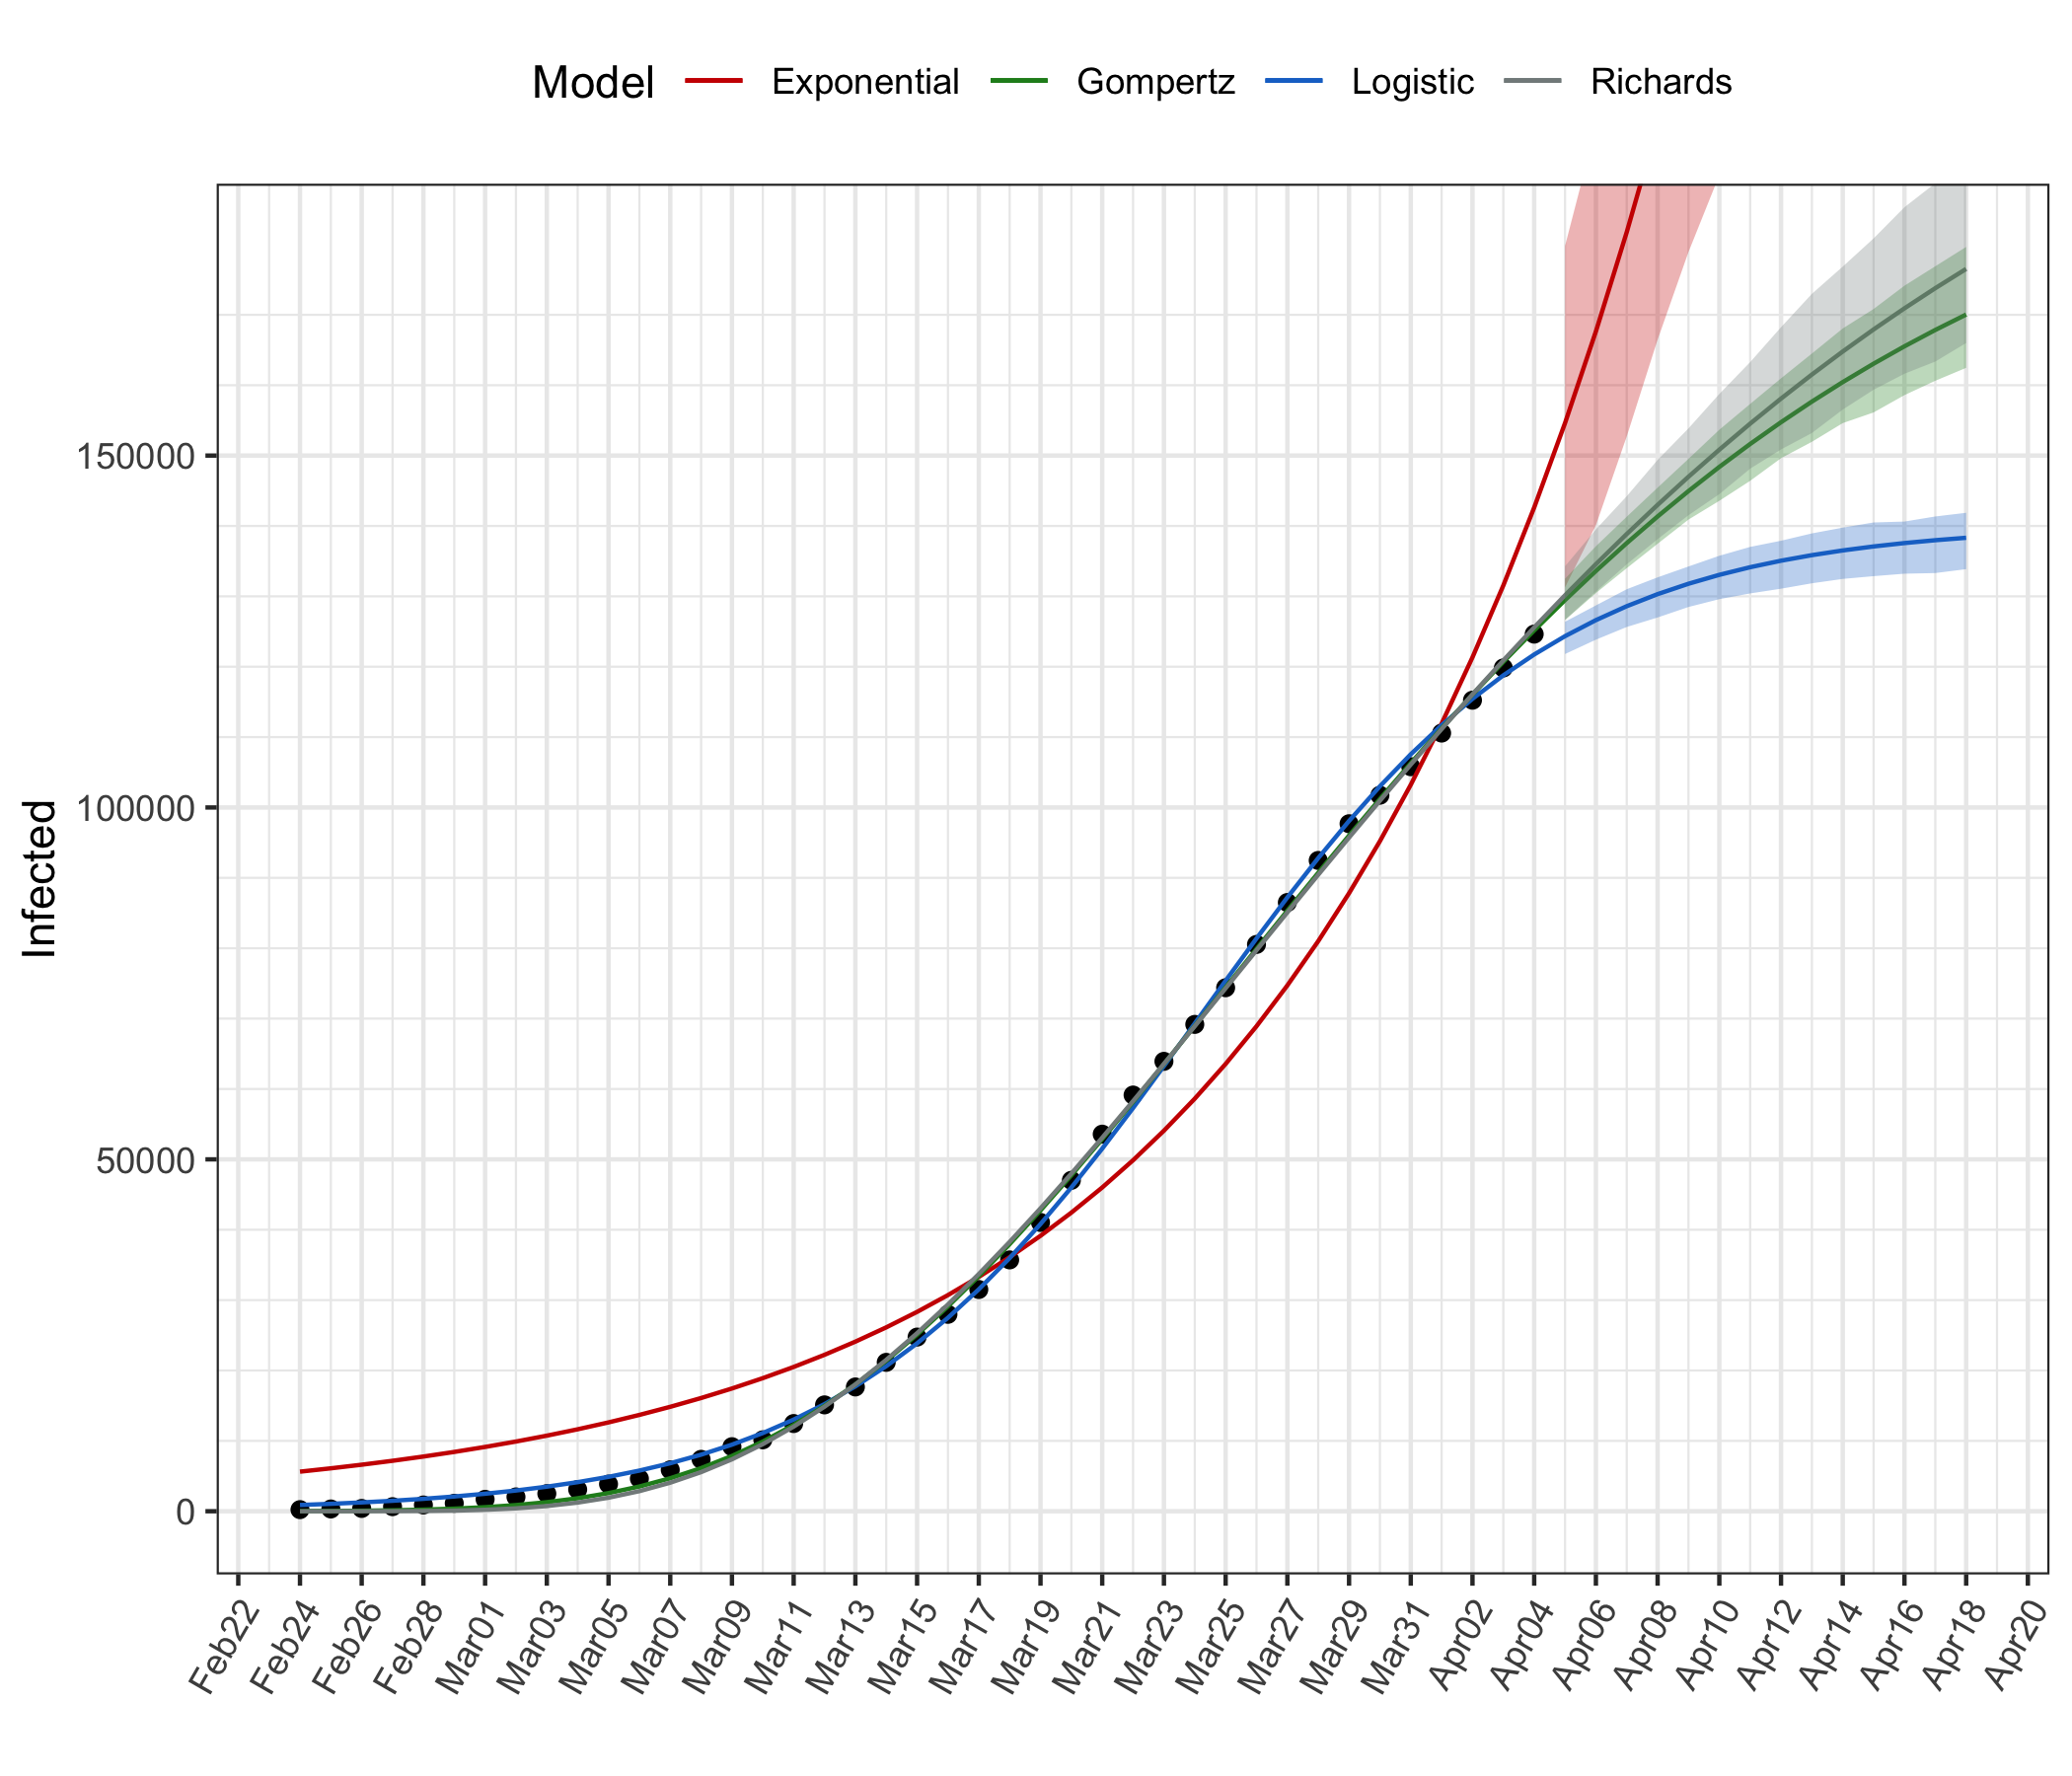 Model Exponential Gompertz Logistic Richards
Infected
150000
100000
50000
0
Feb22 Feb24 Feb26 Feb28 Mar01 Mar03 Mar05 Mar07 Mar09 Mar11 Mar13 Mar15 Mar17 Mar19 Mar21 Mar23 Mar25 Mar27 Mar29 Mar31 Apr02 Apr04 Apr06 Apr08 Apr10 Apr12 Apr14 Apr16 Apr18 Apr20